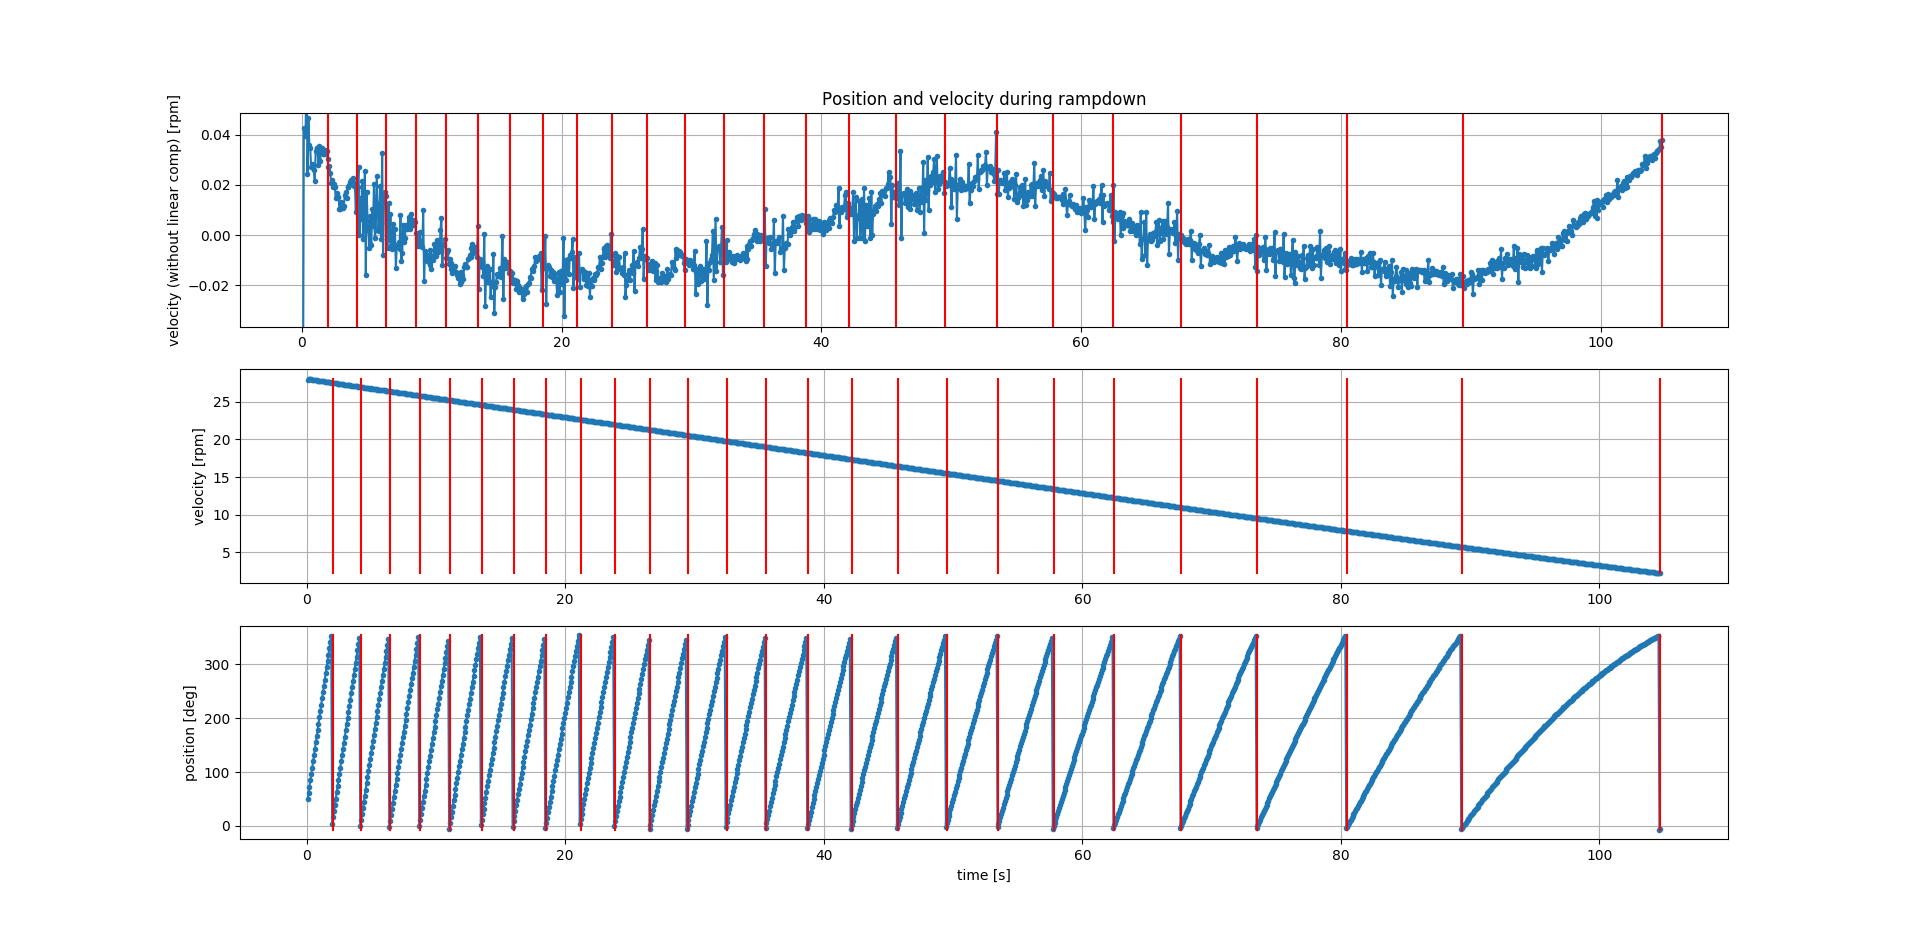 Position and velocity during rampdown
velocity (without linear comp) [rpm]
0.04
0.02
0.00
−0.02
0 20 40 60 80 100
velocity [rpm]
25
20
15
10
5
0 20 40 60 80 100
position [deg]
300
200
100
0
0 20 40 60 80 100
time [s]